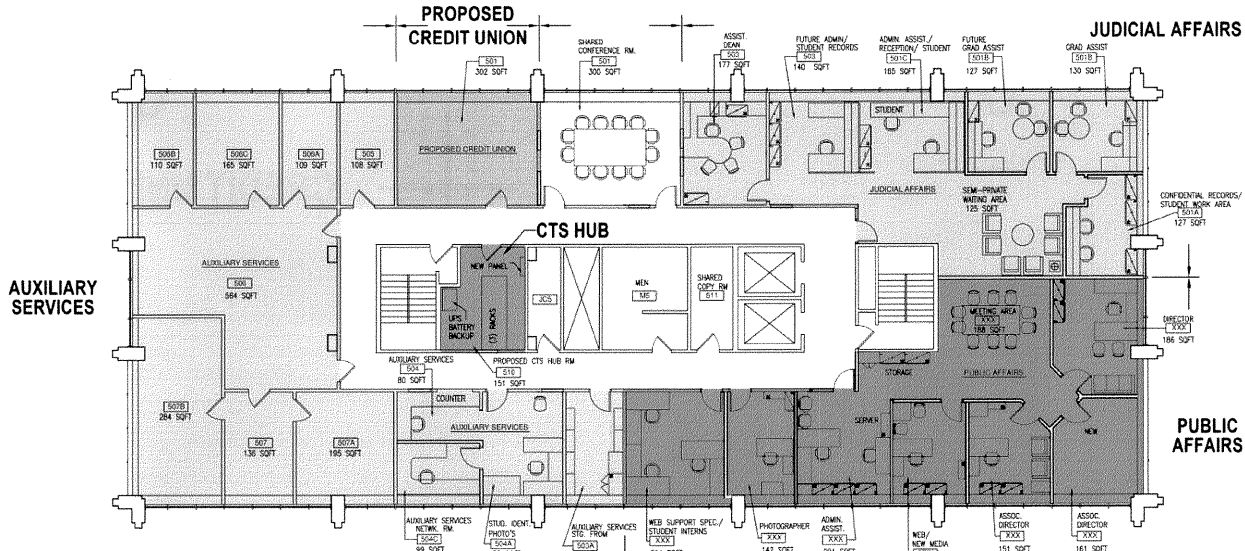 PROPOSED
CREDIT UNION
JUDICIAL AFFAIRS
501
302 SQFT
SHARED
CONFERENCE RM.
501
300 SQFT
ASSIST.
DEAN
503
177 SQFT
FUTURE ADMIN/
STUDENT RECORDS
503
140 SQFT
ADMIN. ASSIST./
RECEPTION/ STUDENT
501C
165 SQFT
FUTURE
GRAD ASSIST
501B
127 SQFT
GRAD ASSIST
501B
130 SQFT
506B
110 SQFT
506C
165 SQFT
506A
109 SQFT
505
108 SQFT
PROPOSED CREDIT UNION
STUDENT
JUDICIAL AFFAIRS
SEMI-PRIVATE
WAITING AREA
125 SQFT
CONFIDENTIAL RECORDS/
STUDENT WORK AREA
501A
127 SQFT
CTS HUB
AUXILIARY
SERVICES
AUXILIARY SERVICES
506
564 SQFT
NEW PANEL
UPS
BATTERY
BACKUP
(3) RACKS
JC5
MEN
M5
SHARED
COPY RM
511
MEETING AREA
XXX
188 SQFT
DIRECTOR
XXX
186 SQFT
AUXILIARY SERVICES
504
80 SQFT
PROPOSED CTS HUB RM
510
151 SQFT
STORAGE
PUBLIC AFFAIRS
507B
284 SQFT
507
136 SQFT
507A
195 SQFT
COUNTER
AUXILIARY SERVICES
SERVER
NEW
PUBLIC
AFFAIRS
AUXILIARY SERVICES
NETWK. RM.
504C
99 SQFT
STUD. IDENT.
PHOTO'S
504A
AUXILIARY SERVICES
STG. FROM
503A
WEB SUPPORT SPEC./
STUDENT INTERNS
XXX
PHOTOGRAPHER
XXX
142 SQFT
ADMIN.
ASSIST.
XXX
WEB/
NEW MEDIA
ASSOC.
DIRECTOR
XXX
151 SQFT
ASSOC.
DIRECTOR
XXX
161 SQFT